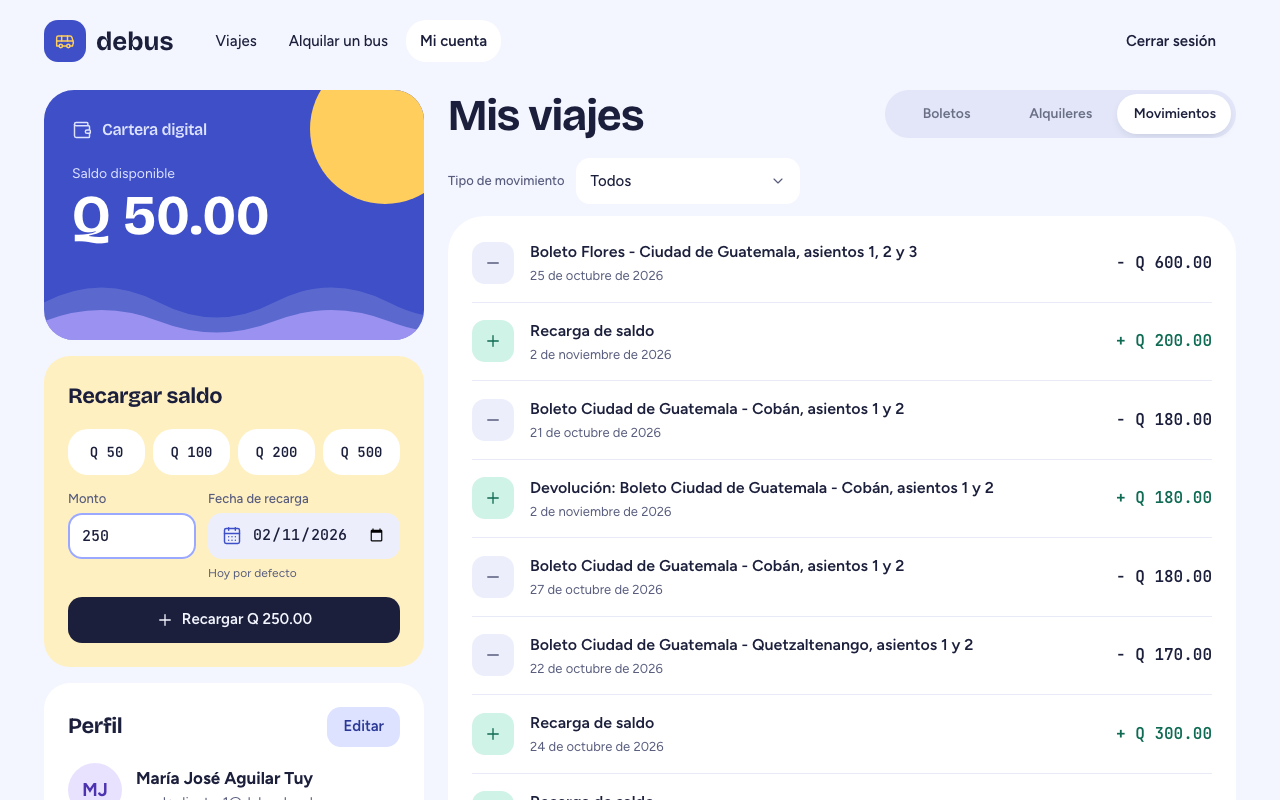 debus
Viajes
Alquilar un bus
Mi cuenta
Cerrar sesión
Cartera digital
Saldo disponible
Q 50.00
Recargar saldo
Q 50
Q 100
Q 200
Q 500
Monto
Fecha de recarga
250
02/11/2026
Hoy por defecto
Recargar Q 250.00
Perfil
Editar
MJ
María José Aguilar Tuy
Mis viajes
Boletos
Alquileres
Movimientos
Tipo de movimiento
Todos
Boleto Flores - Ciudad de Guatemala, asientos 1, 2 y 3
25 de octubre de 2026
- Q 600.00
Recarga de saldo
2 de noviembre de 2026
+ Q 200.00
Boleto Ciudad de Guatemala - Cobán, asientos 1 y 2
21 de octubre de 2026
- Q 180.00
Devolución: Boleto Ciudad de Guatemala - Cobán, asientos 1 y 2
2 de noviembre de 2026
+ Q 180.00
Boleto Ciudad de Guatemala - Cobán, asientos 1 y 2
27 de octubre de 2026
- Q 180.00
Boleto Ciudad de Guatemala - Quetzaltenango, asientos 1 y 2
22 de octubre de 2026
- Q 170.00
Recarga de saldo
24 de octubre de 2026
+ Q 300.00